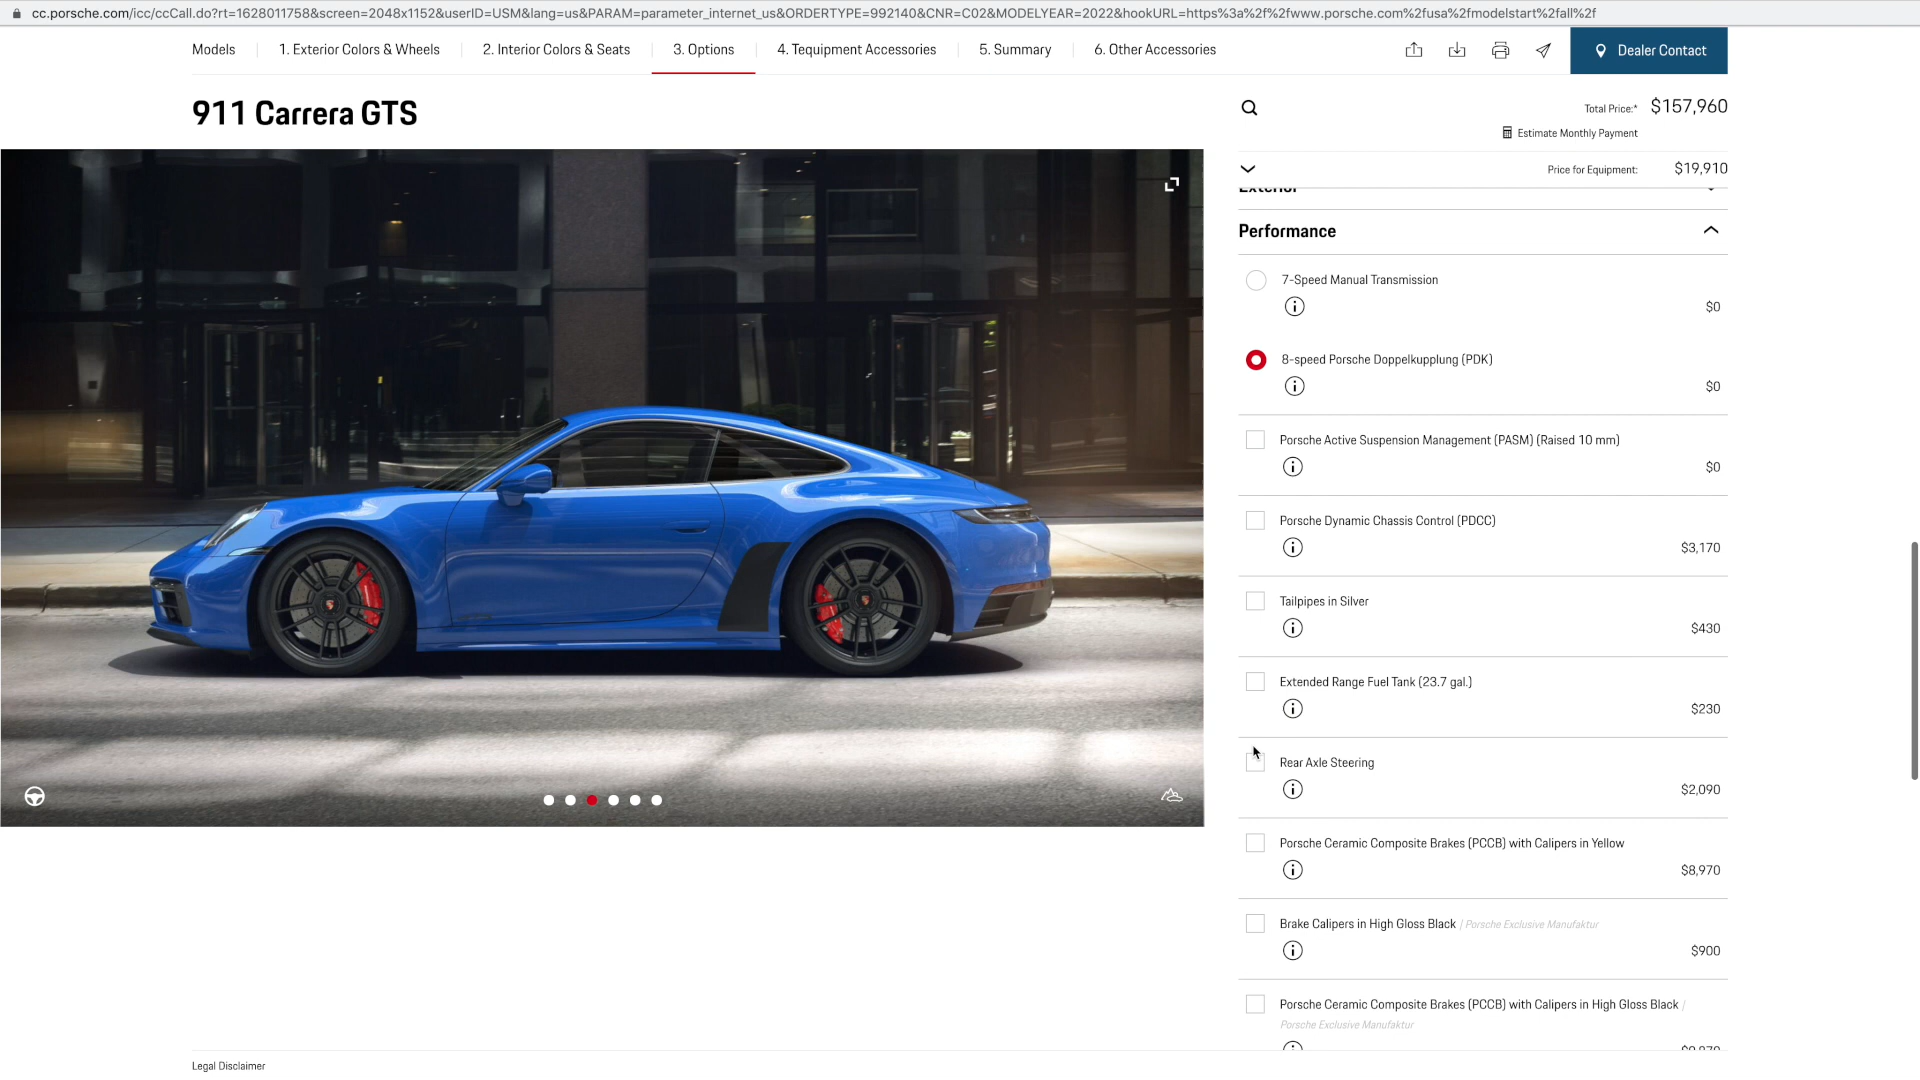 cc.porsche.com/icc/ccCall.do?rt=1628011758&screen=2048x1152&userID=USM&lang=us&PARAM=parameter_internet_us&ORDERTYPE=992140&CNR=C02&MODELYEAR=2022&hookURL=https%3a%2f%2fwww.porsche.com%2fusa%2fmodelstart%2fall%2f
Models
1. Exterior Colors & Wheels
2. Interior Colors & Seats
3. Options
4. Tequipment Accessories
5. Summary
6. Other Accessories
Dealer Contact
911 Carrera GTS
Total Price:* $157,960
Estimate Monthly Payment
Price for Equipment: $19,910
Exterior
Performance
7-Speed Manual Transmission
$0
8-speed Porsche Doppelkupplung (PDK)
$0
Porsche Active Suspension Management (PASM) (Raised 10 mm)
$0
Porsche Dynamic Chassis Control (PDCC)
$3,170
Tailpipes in Silver
$430
Extended Range Fuel Tank (23.7 gal.)
$230
Rear Axle Steering
$2,090
Porsche Ceramic Composite Brakes (PCCB) with Calipers in Yellow
$8,970
Brake Calipers in High Gloss Black / Porsche Exclusive Manufaktur
$900
Porsche Ceramic Composite Brakes (PCCB) with Calipers in High Gloss Black /
Porsche Exclusive Manufaktur
Legal Disclaimer